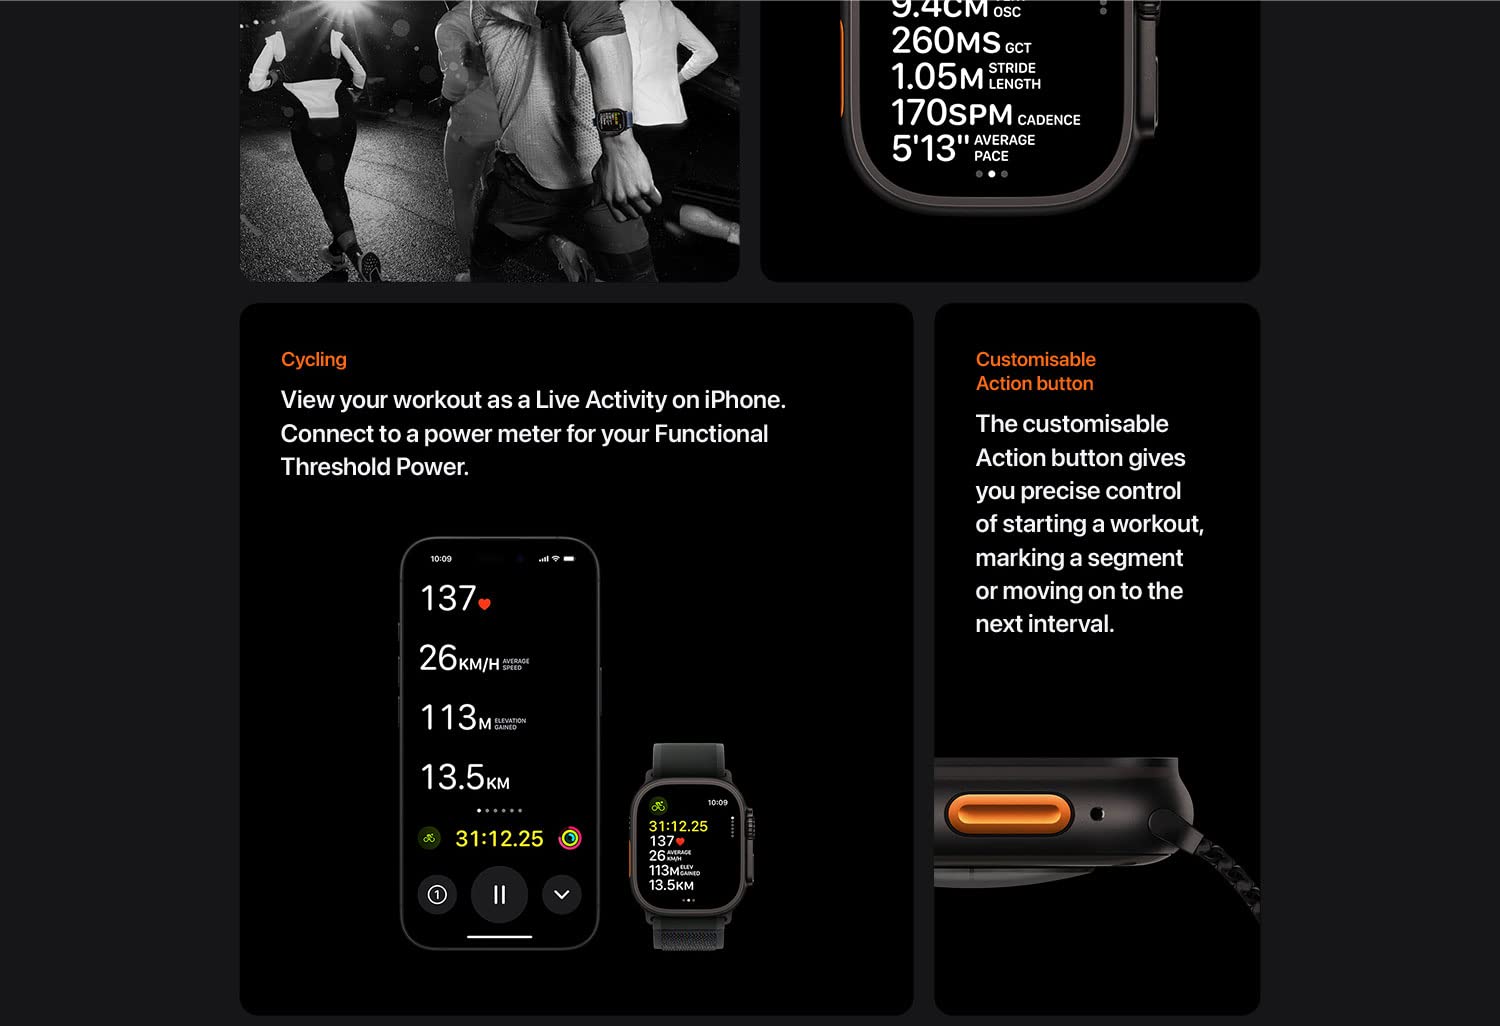 9.4CM
OSC
260MS GCT
1.05M STRIDE
LENGTH
170SPM CADENCE
5'13" AVERAGE
PACE
Cycling
View your workout as a Live Activity on iPhone.
Connect to a power meter for your Functional
Threshold Power.
10:09
137
26KM/H AVERAGE
SPEED
113M ELEVATION
GAINED
13.5KM
31:12.25
1
10:09
31:12.25
137
26 AVERAGE
KM/H
113M ELEV
GAINED
13.5KM
Customisable
Action button
The customisable
Action button gives
you precise control
of starting a workout,
marking a segment
or moving on to the
next interval.